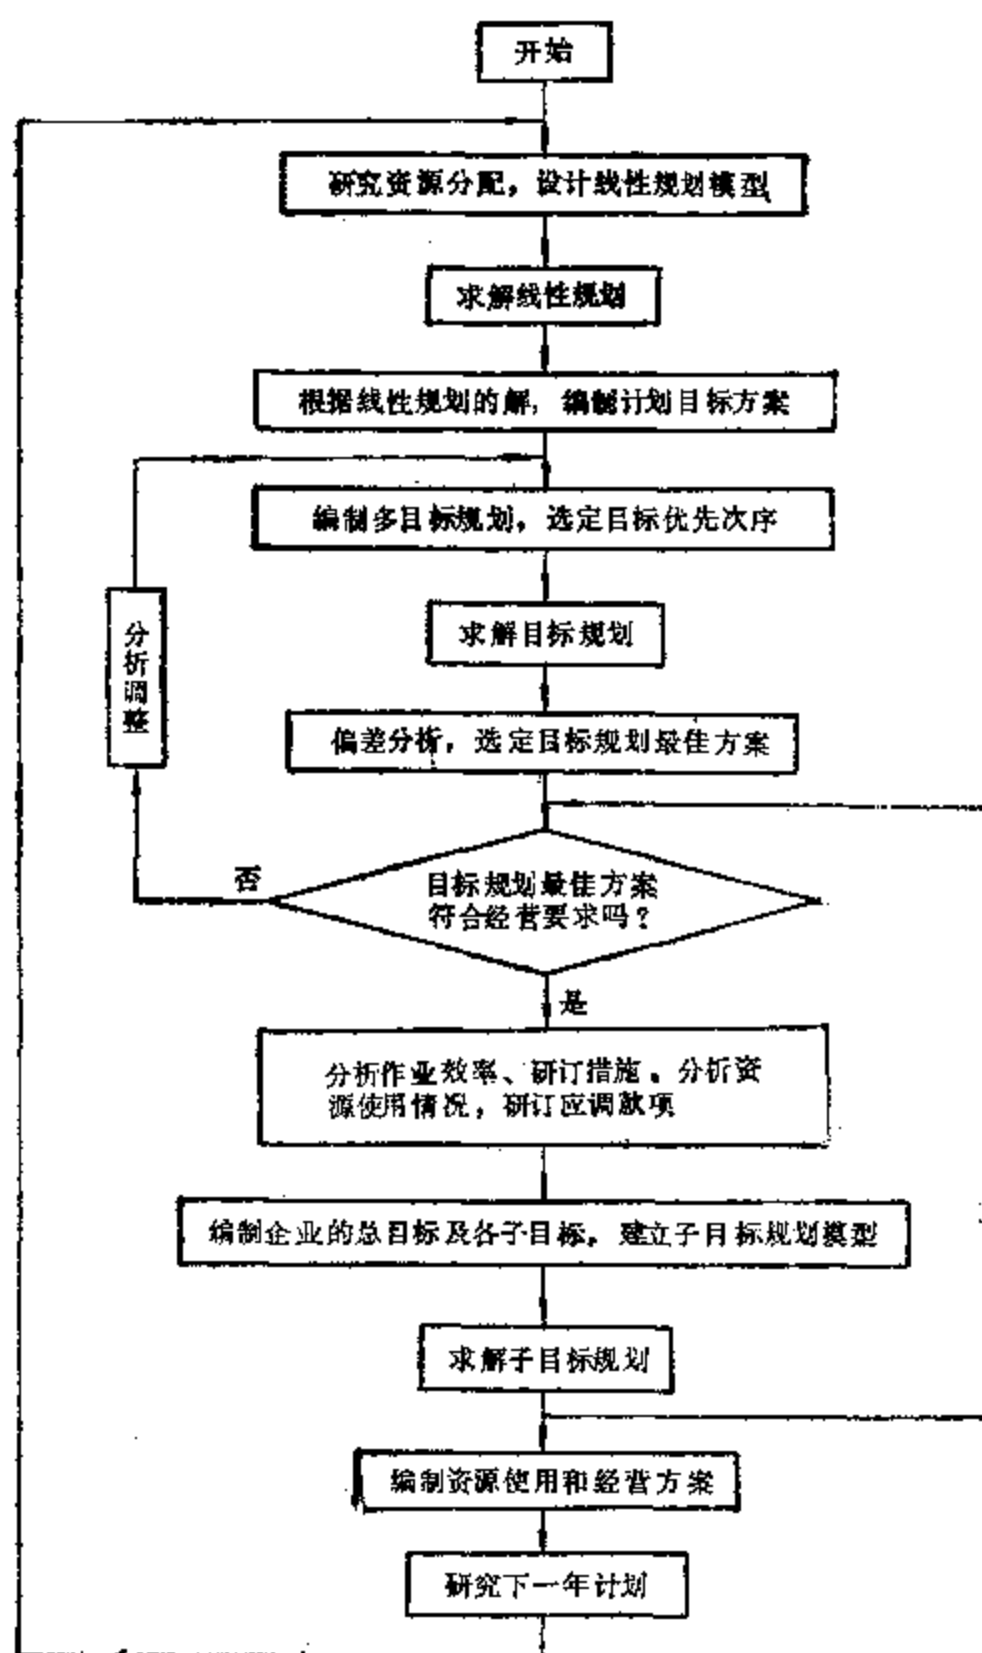 开始
研究资源分配，设计线性规划模型
求解线性规划
根据线性规划的解，编制计划目标方案
编制多目标规划，选定目标优先次序
求解目标规划
分析调整
偏差分析，选定目标规划最佳方案
否
目标规划最佳方案
符合经营要求吗？
是
分析作业效率、研订措施。分析资
源使用情况，研订应调款项
编制企业的总目标及各子目标，建立子目标规划模型
求解子目标规划
编制资源使用和经营方案
研究下一年计划